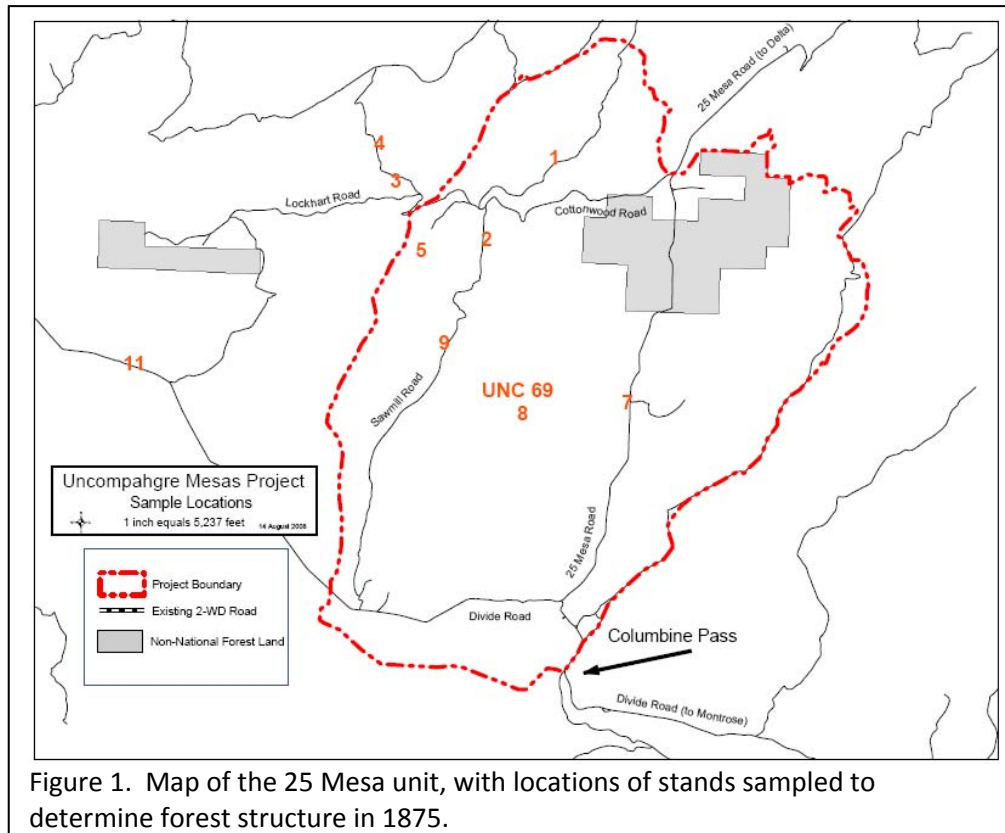 25 Mesa Road (to Delta)
4
1
3
Lockhart Road
Cottonwood Road
2
5
9
11
UNC 69
8
7
Sawmill Road
Uncompahgre Mesas Project
Sample Locations
1 inch equals 5,237 feet 14 August 2008
Project Boundary
Existing 2-WD Road
Non-National Forest Land
25 Mesa Road
Divide Road
Columbine Pass
Divide Road (to Montrose)
Figure 1. Map of the 25 Mesa unit, with locations of stands sampled to
determine forest structure in 1875.